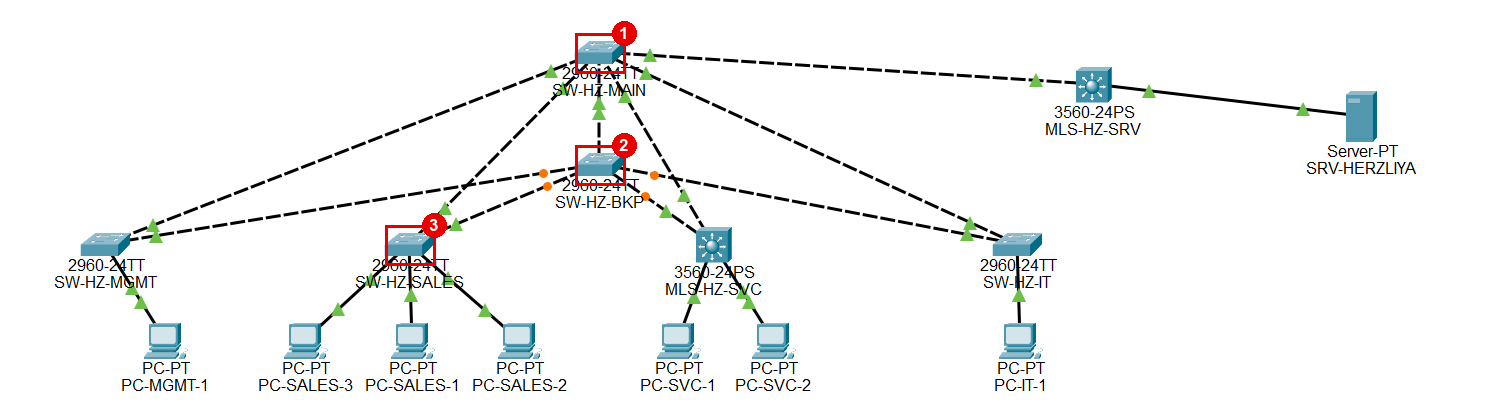 1
2960-24TT
SW-HZ-MAIN
3560-24PS
MLS-HZ-SRV
Server-PT
SRV-HERZLIYA
2
2960-24TT
SW-HZ-BKP
3
2960-24TT
SW-HZ-MGMT
2960-24TT
SW-HZ-SALES
3560-24PS
MLS-HZ-SVC
2960-24TT
SW-HZ-IT
PC-PT
PC-MGMT-1
PC-PT
PC-SALES-3
PC-PT
PC-SALES-1
PC-PT
PC-SALES-2
PC-PT
PC-SVC-1
PC-PT
PC-SVC-2
PC-PT
PC-IT-1